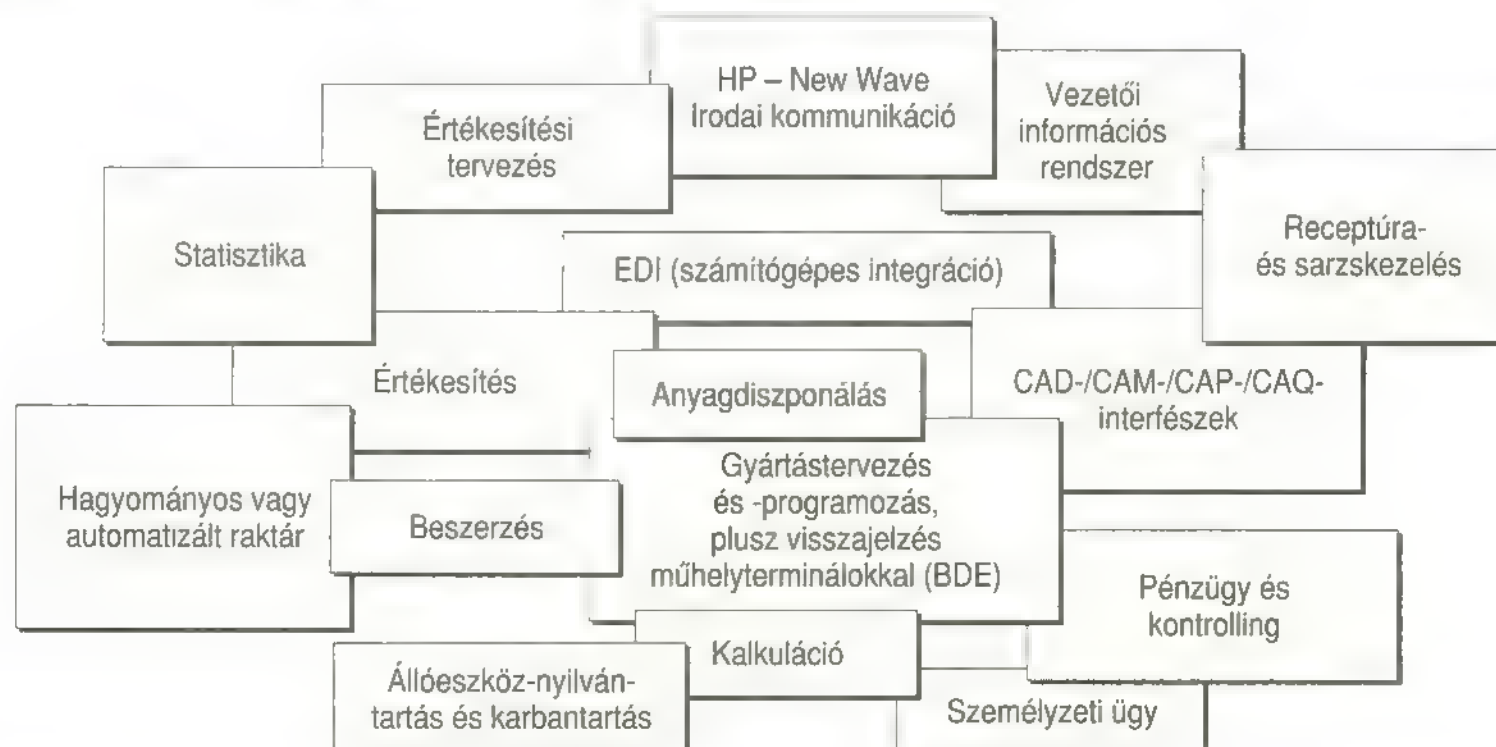 HP – New Wave
Irodai kommunikáció
Vezetői
információs
rendszer
Értékesítési
tervezés
Statisztika
Receptúra-
és sarzskezelés
EDI (számítógépes integráció)
Értékesítés
Anyagdiszponálás
CAD-/CAM-/CAP-/CAQ-
interfészek
Hagyományos vagy
automatizált raktár
Beszerzés
Gyártástervezés
és -programozás,
plusz visszajelzés
műhelyterminálokkal (BDE)
Pénzügy és
kontrolling
Kalkuláció
Állóeszköz-nyilván-
tartás és karbantartás
Személyzeti ügy